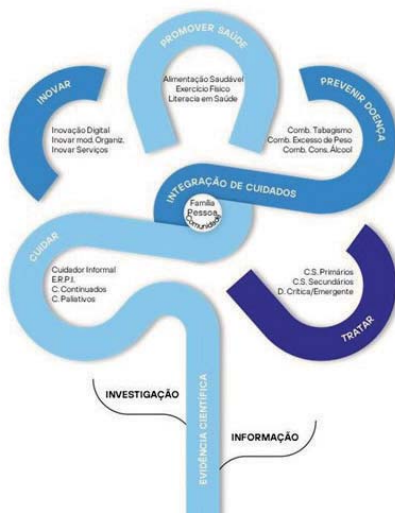 PROMOVER SAÚDE
Alimentação Saudável
Exercício Físico
Literacia em Saúde
INOVAR
Inovação Digital
Inovar mod. Organiz.
Inovar Serviços
PREVENIR DOENÇA
Comb. Tabagismo
Comb. Excesso de Peso
Comb. Cons. Álcool
INTEGRAÇÃO DE CUIDADOS
Família
Pessoa
Comunidade
CUIDAR
Cuidador Informal
E.R.P.I.
C. Continuados
C. Paliativos
C.S. Primários
C.S. Secundários
D. Crítica/Emergente
TRATAR
INVESTIGAÇÃO
EVIDÊNCIA CIENTÍFICA
INFORMAÇÃO